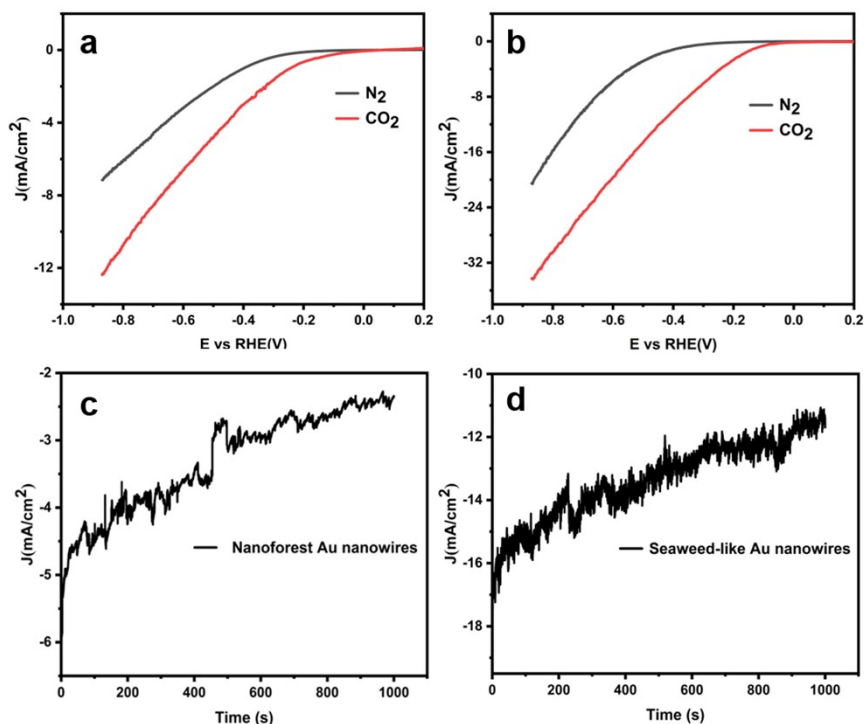 a
N2
CO2
J(mA/cm2)
0
-4
-8
-12
-1.0 -0.8 -0.6 -0.4 -0.2 0.0 0.2
E vs RHE(V)
b
N2
CO2
J(mA/cm2)
0
-8
-16
-24
-32
-1.0 -0.8 -0.6 -0.4 -0.2 0.0 0.2
E vs RHE(V)
c
Nanoforest Au nanowires
J(mA/cm2)
-2
-3
-4
-5
-6
0 200 400 600 800 1000
Time (s)
d
Seaweed-like Au nanowires
J(mA/cm2)
-10
-12
-14
-16
-18
0 200 400 600 800 1000
Time (s)